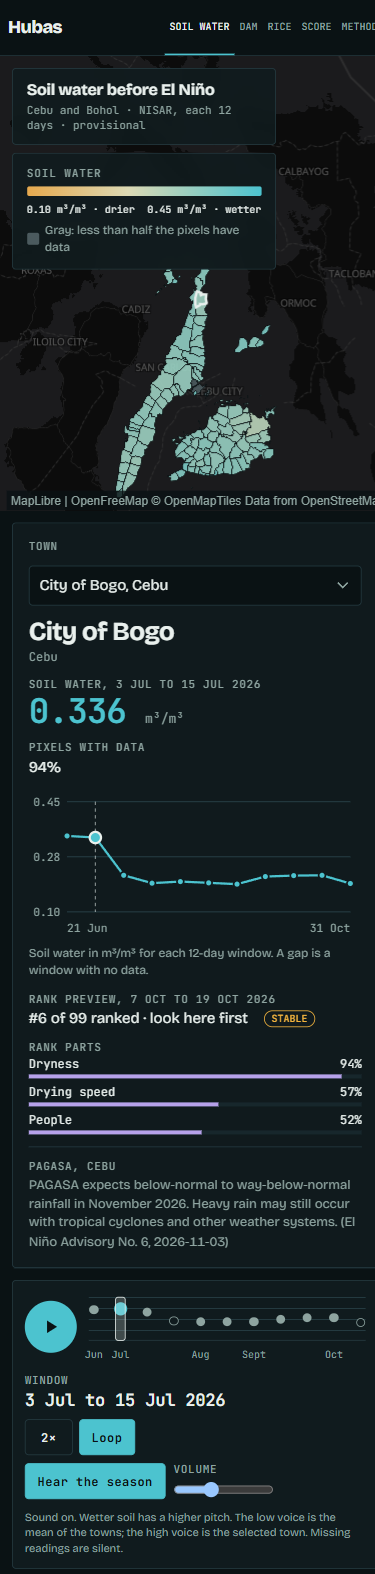 Hubas
SOIL WATER DAM RICE SCORE METHOD
Soil water before El Niño
Cebu and Bohol · NISAR, each 12
days · provisional
SOIL WATER
0.10 m³/m³ · drier 0.45 m³/m³ · wetter
Gray: less than half the pixels have
data
CALBAYOG
ROXAS
TACLOBAN
CADIZ
ORMOC
ILOILO CITY
SAN C
CEBU CITY
MapLibre | OpenFreeMap © OpenMapTiles Data from OpenStreetMa
TOWN
City of Bogo, Cebu
City of Bogo
Cebu
SOIL WATER, 3 JUL TO 15 JUL 2026
0.336 m³/m³
PIXELS WITH DATA
94%
0.45
0.28
0.10
21 Jun 31 Oct
Soil water in m³/m³ for each 12-day window. A gap is a
window with no data.
RANK PREVIEW, 7 OCT TO 19 OCT 2026
#6 of 99 ranked · look here first STABLE
RANK PARTS
Dryness 94%
Drying speed 57%
People 52%
PAGASA, CEBU
PAGASA expects below-normal to way-below-normal
rainfall in November 2026. Heavy rain may still occur
with tropical cyclones and other weather systems. (El
Niño Advisory No. 6, 2026-11-03)
Jun Jul Aug Sept Oct
WINDOW
3 Jul to 15 Jul 2026
2× Loop
Hear the season
VOLUME
Sound on. Wetter soil has a higher pitch. The low voice is the
mean of the towns; the high voice is the selected town. Missing
readings are silent.